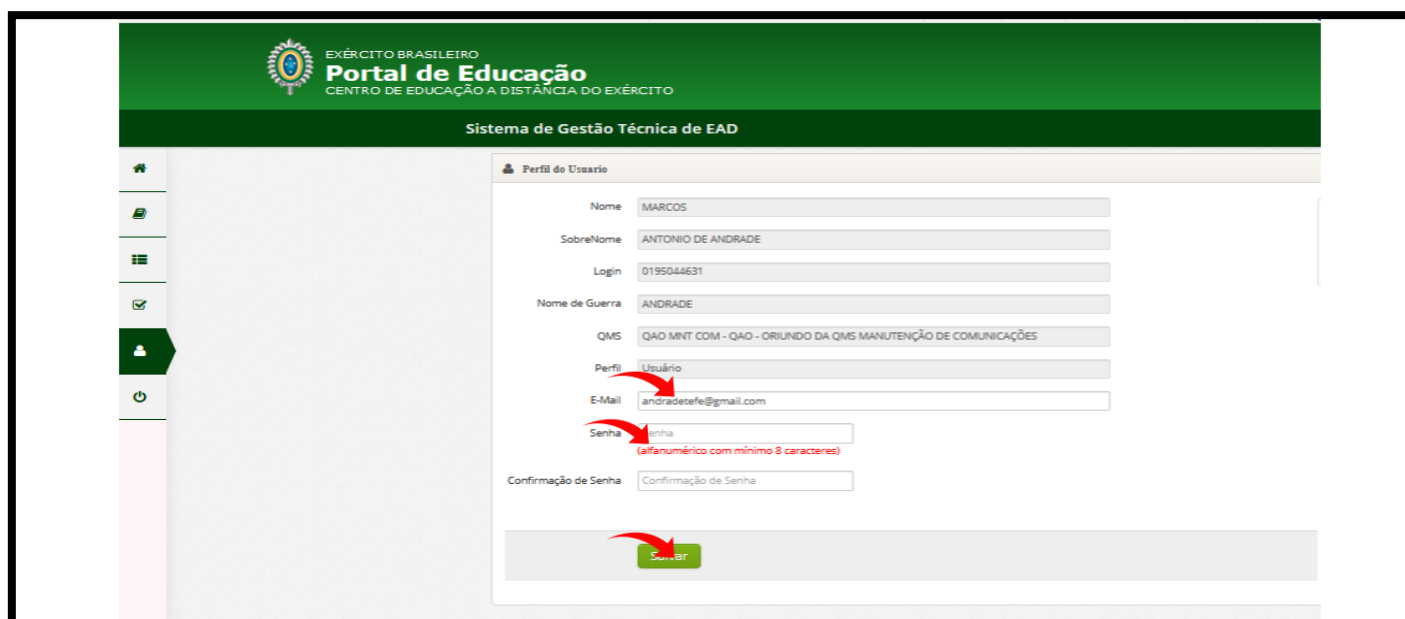 EXÉRCITO BRASILEIRO
Portal de Educação
CENTRO DE EDUCAÇÃO A DISTÂNCIA DO EXÉRCITO
Sistema de Gestão Técnica de EAD
Perfil do Usuario
Nome MARCOS
SobreNome ANTONIO DE ANDRADE
Login 0195044631
Nome de Guerra ANDRADE
QMS QAO MNT COM - QAO - ORIUNDO DA QMS MANUTENÇÃO DE COMUNICAÇÕES
Perfil Usuário
E-Mail andradetefe@gmail.com
Senha Senha
(alfanumérico com mínimo 8 caracteres)
Confirmação de Senha Confirmação de Senha
Salvar